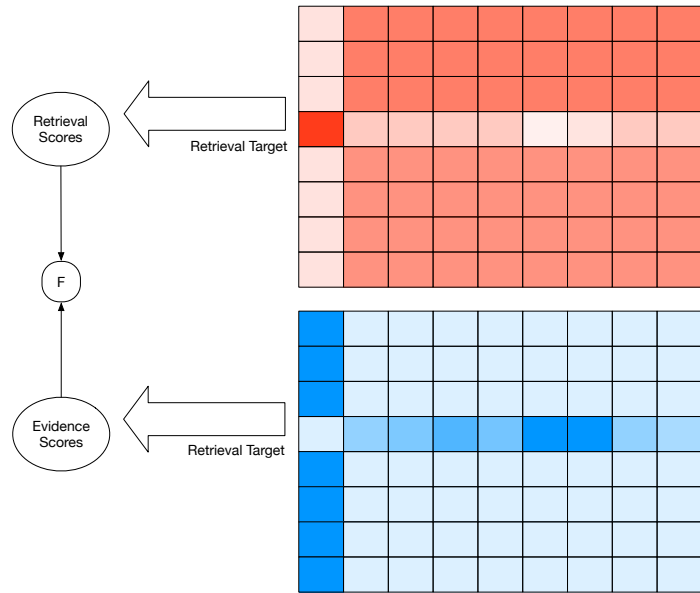 Retrieval
Scores
Retrieval Target
F
Evidence
Scores
Retrieval Target